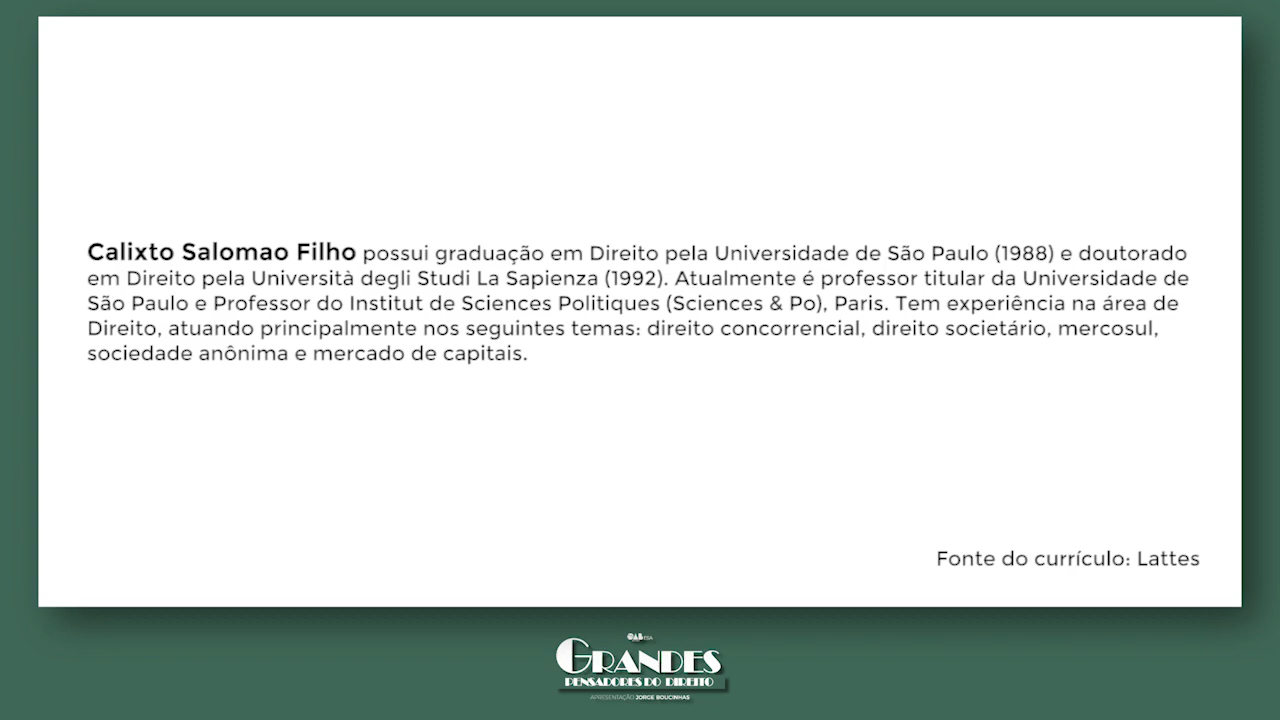 Calixto Salomao Filho possui graduação em Direito pela Universidade de São Paulo (1988) e doutorado
em Direito pela Università degli Studi La Sapienza (1992). Atualmente é professor titular da Universidade de
São Paulo e Professor do Institut de Sciences Politiques (Sciences & Po), Paris. Tem experiência na área de
Direito, atuando principalmente nos seguintes temas: direito concorrencial, direito societário, mercosul,
sociedade anônima e mercado de capitais.
Fonte do currículo: Lattes
OAB ESA
GRANDES
PENSADORES DO DIREITO
APRESENTAÇÃO JORGE BOUCINHAS